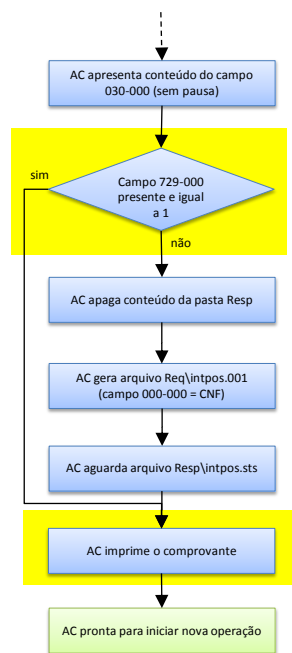 AC apresenta conteúdo do campo
030-000 (sem pausa)
sim
Campo 729-000
presente e igual
a 1
não
AC apaga conteúdo da pasta Resp
AC gera arquivo Req\intpos.001
(campo 000-000 = CNF)
AC aguarda arquivo Resp\intpos.sts
AC imprime o comprovante
AC pronta para iniciar nova operação